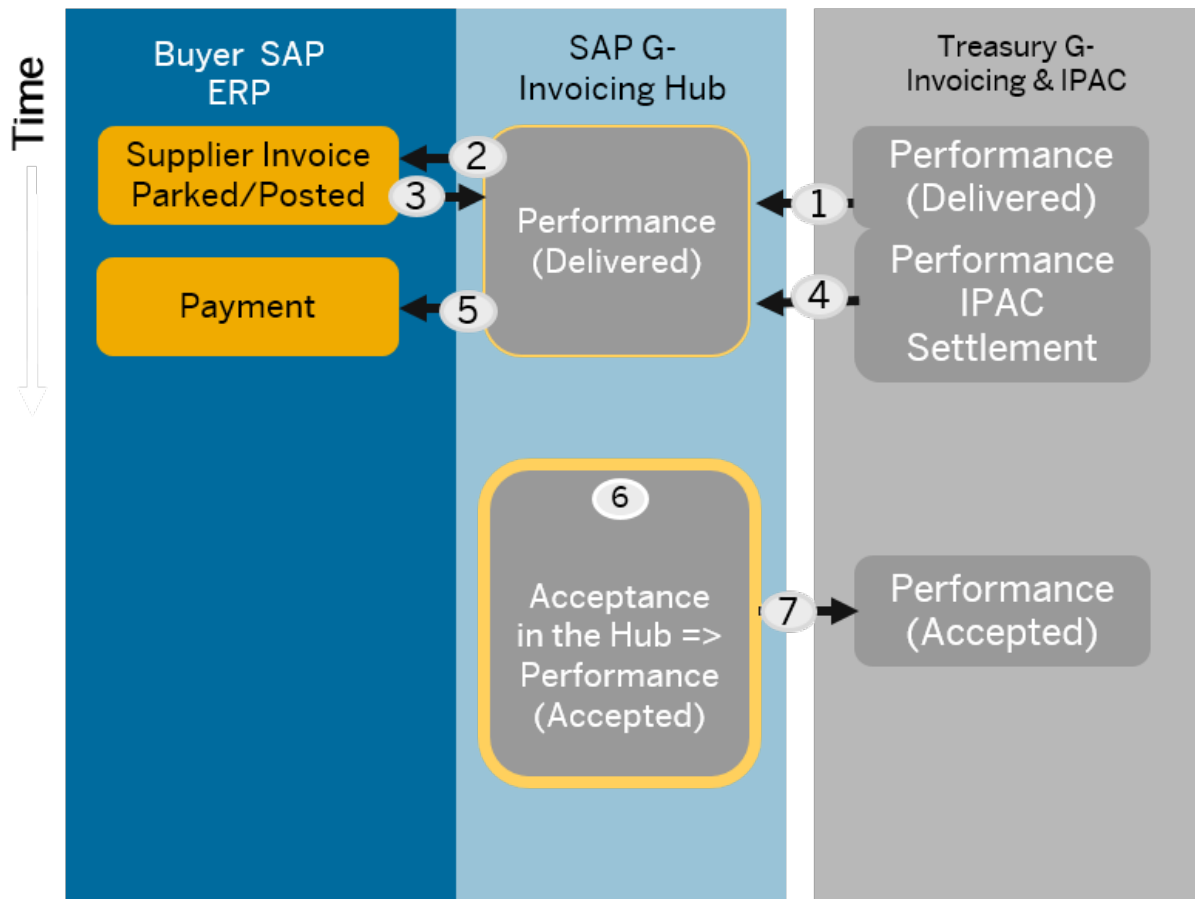 Time
Buyer SAP
ERP
SAP G-
Invoicing Hub
Treasury G-
Invoicing & IPAC
Supplier Invoice
Parked/Posted
2
3
Performance
(Delivered)
1
Performance
(Delivered)
Payment
5
4
Performance
IPAC
Settlement
6
Acceptance
in the Hub =>
Performance
(Accepted)
7
Performance
(Accepted)